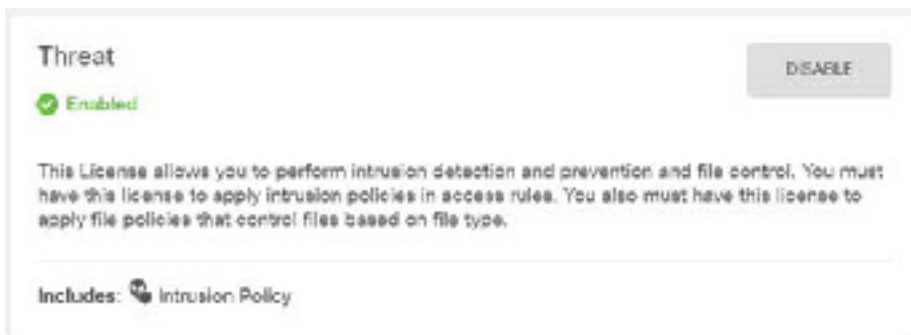 Threat
DISABLE
Enabled
This License allows you to perform intrusion detection and prevention and file control. You must
have this license to apply intrusion policies in access rules. You also must have this license to
apply file policies that control files based on file type.
Includes: Intrusion Policy